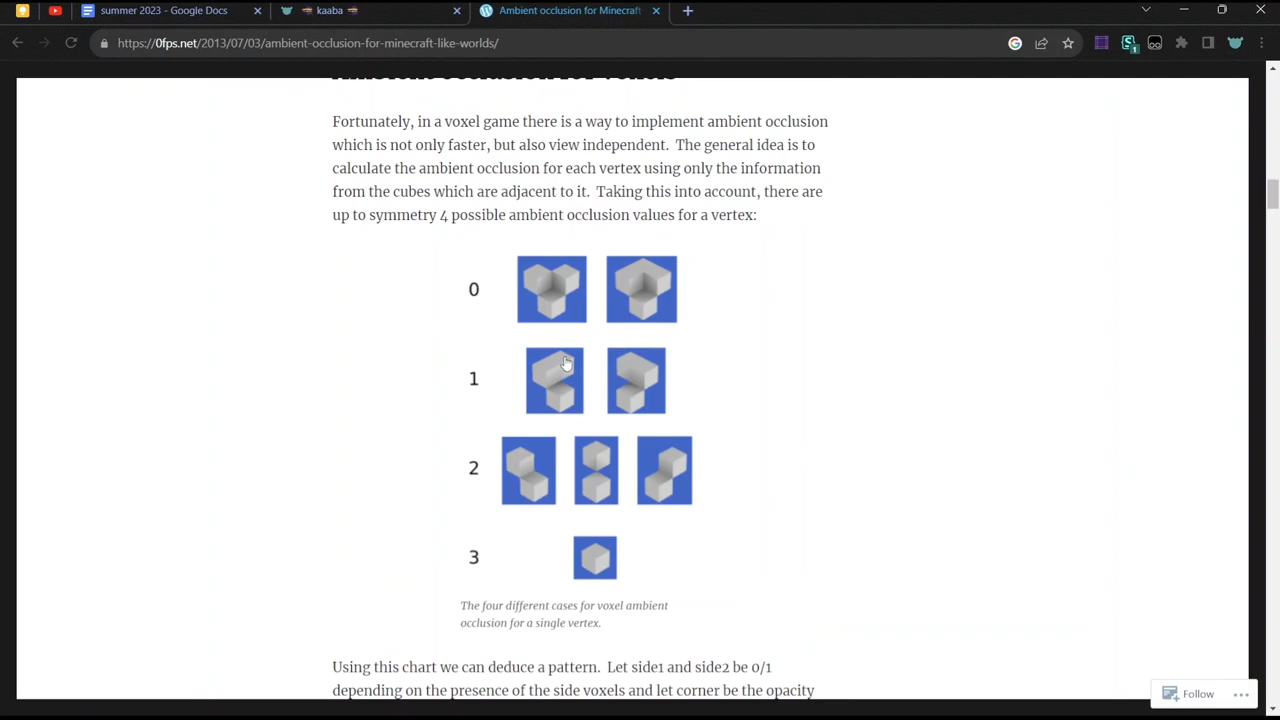 summer 2023 - Google Docs
kaaba
Ambient occlusion for Minecraft
https://0fps.net/2013/07/03/ambient-occlusion-for-minecraft-like-worlds/
Fortunately, in a voxel game there is a way to implement ambient occlusion
which is not only faster, but also view independent. The general idea is to
calculate the ambient occlusion for each vertex using only the information
from the cubes which are adjacent to it. Taking this into account, there are
up to symmetry 4 possible ambient occlusion values for a vertex:
0
1
2
3
The four different cases for voxel ambient
occlusion for a single vertex.
Using this chart we can deduce a pattern. Let side1 and side2 be 0/1
depending on the presence of the side voxels and let corner be the opacity
Follow